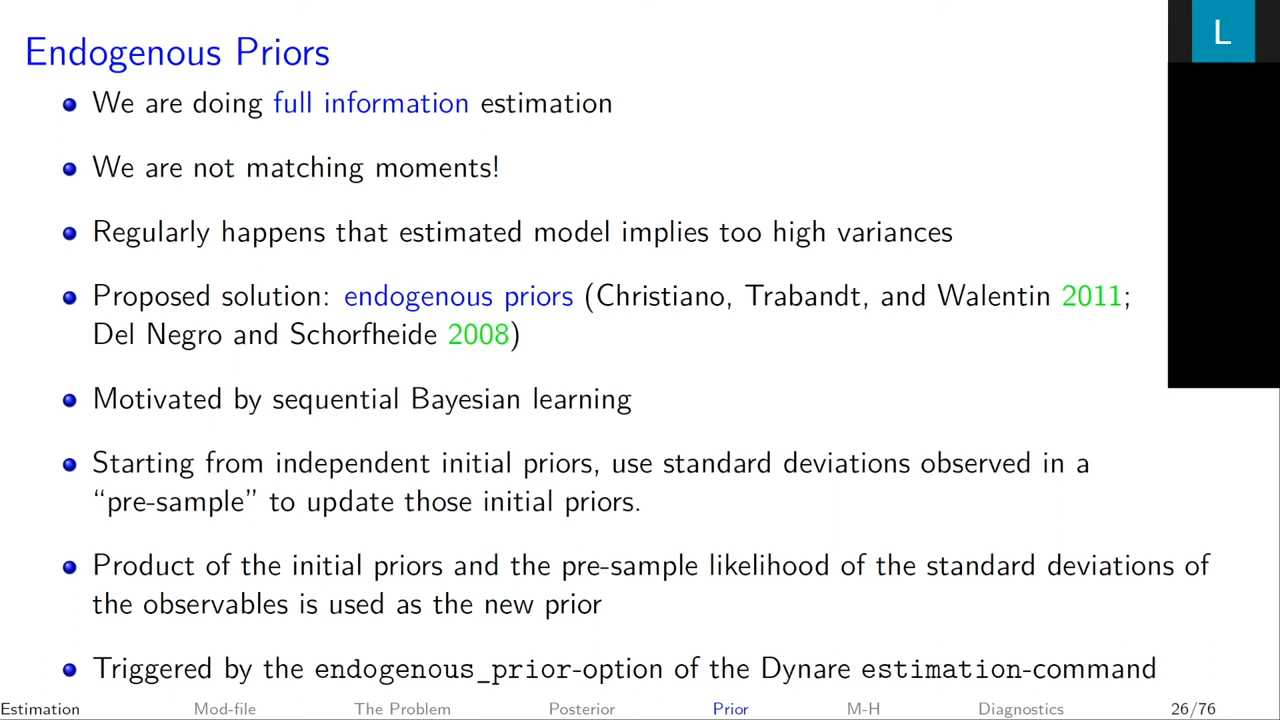 Endogenous Priors
L
We are doing full information estimation
We are not matching moments!
Regularly happens that estimated model implies too high variances
Proposed solution: endogenous priors (Christiano, Trabandt, and Walentin 2011;
Del Negro and Schorfheide 2008)
Motivated by sequential Bayesian learning
Starting from independent initial priors, use standard deviations observed in a
“pre-sample” to update those initial priors.
Product of the initial priors and the pre-sample likelihood of the standard deviations of
the observables is used as the new prior
Triggered by the endogenous_prior-option of the Dynare estimation-command
Estimation Mod-file The Problem Posterior Prior M-H Diagnostics 26/76